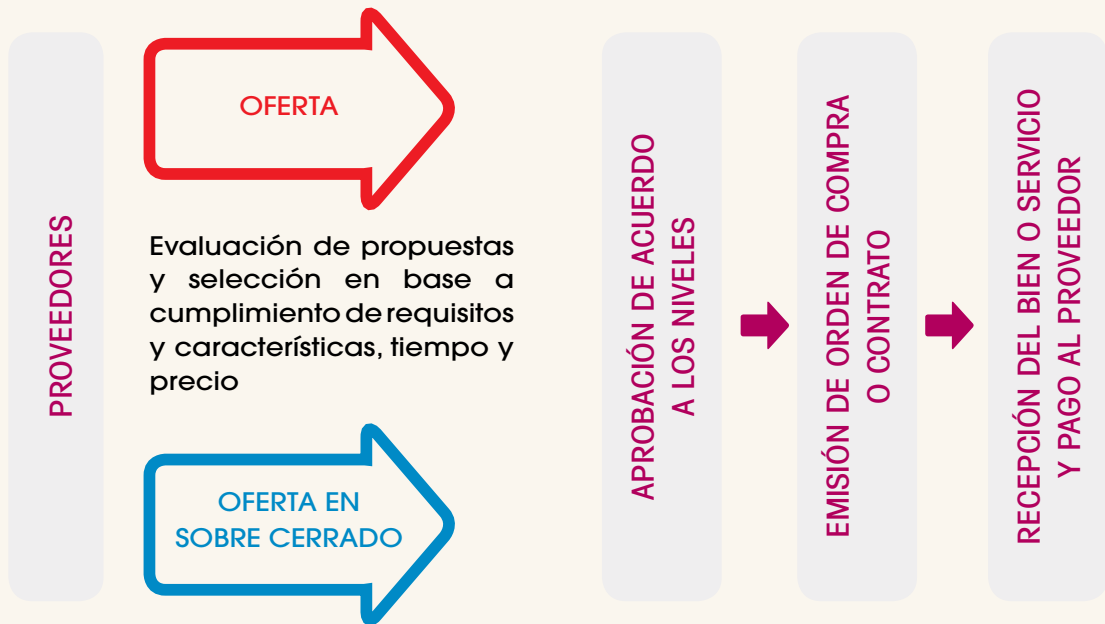 PROVEEDORES
OFERTA
Evaluación de propuestas
y selección en base a
cumplimiento de requisitos
y características, tiempo y
precio
OFERTA EN
SOBRE CERRADO
APROBACIÓN DE ACUERDO
A LOS NIVELES
EMISIÓN DE ORDEN DE COMPRA
O CONTRATO
RECEPCIÓN DEL BIEN O SERVICIO
Y PAGO AL PROVEEDOR